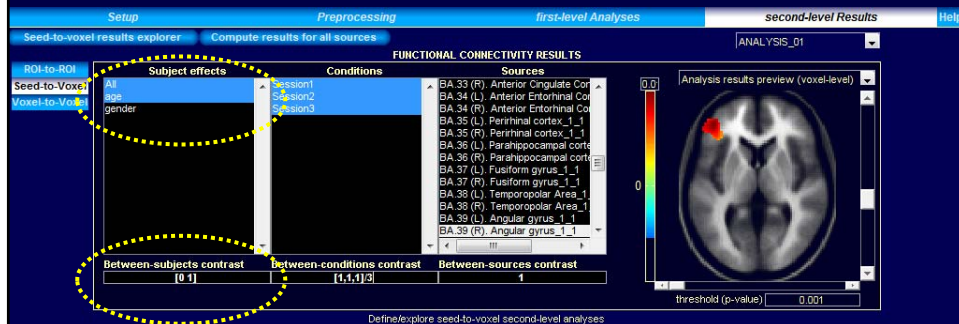 Setup Preprocessing first-level Analyses second-level Results Help
Seed-to-voxel results explorer Compute results for all sources ANALYSIS_01
FUNCTIONAL CONNECTIVITY RESULTS
ROI-to-ROI
Seed-to-Voxel
Voxel-to-Voxel
Subject effects
All
age
gender
Conditions
Session1
Session2
Session3
Sources
BA.33 (R). Anterior Cingulate Cor
BA.34 (L). Anterior Entorhinal Cor
BA.34 (R). Anterior Entorhinal Cor
BA.35 (L). Perirhinal cortex_1_1
BA.35 (R). Perirhinal cortex_1_1
BA.36 (L). Parahippocampal corte
BA.36 (R). Parahippocampal corte
BA.37 (L). Fusiform gyrus_1_1
BA.37 (R). Fusiform gyrus_1_1
BA.38 (L). Temporopolar Area_1
BA.38 (R). Temporopolar Area_1
BA.39 (L). Angular gyrus_1_1
BA.39 (R). Angular gyrus_1_1
Between-subjects contrast
[0 1]
Between-conditions contrast
[1,1,1]/3
Between-sources contrast
1
0.0
0
Analysis results preview (voxel-level)
threshold (p-value) 0.001
Define/explore seed-to-voxel second-level analyses